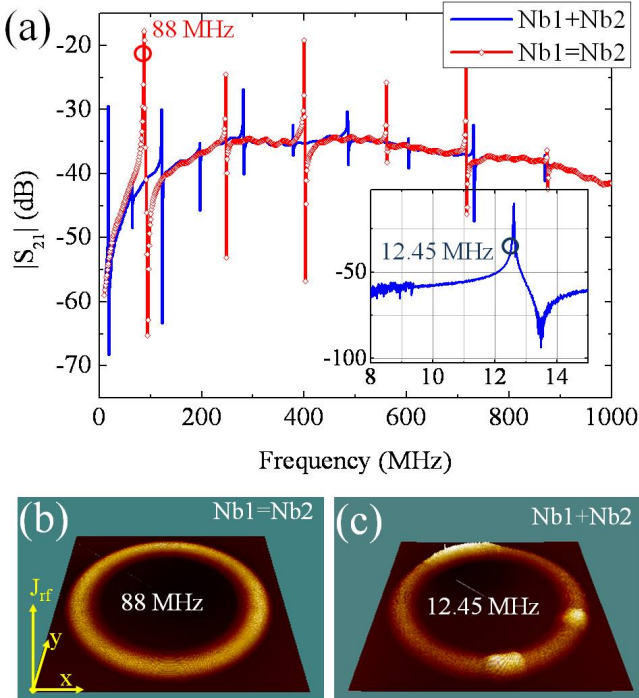 (a)
88 MHz
Nb1+Nb2
Nb1=Nb2
-20
-30
-40
-50
-60
-70
|S21| (dB)
12.45 MHz
-50
-100
8 10 12 14
0 200 400 600 800 1000
Frequency (MHz)
(b)
Nb1=Nb2
88 MHz
Jrf
y
x
(c)
Nb1+Nb2
12.45 MHz